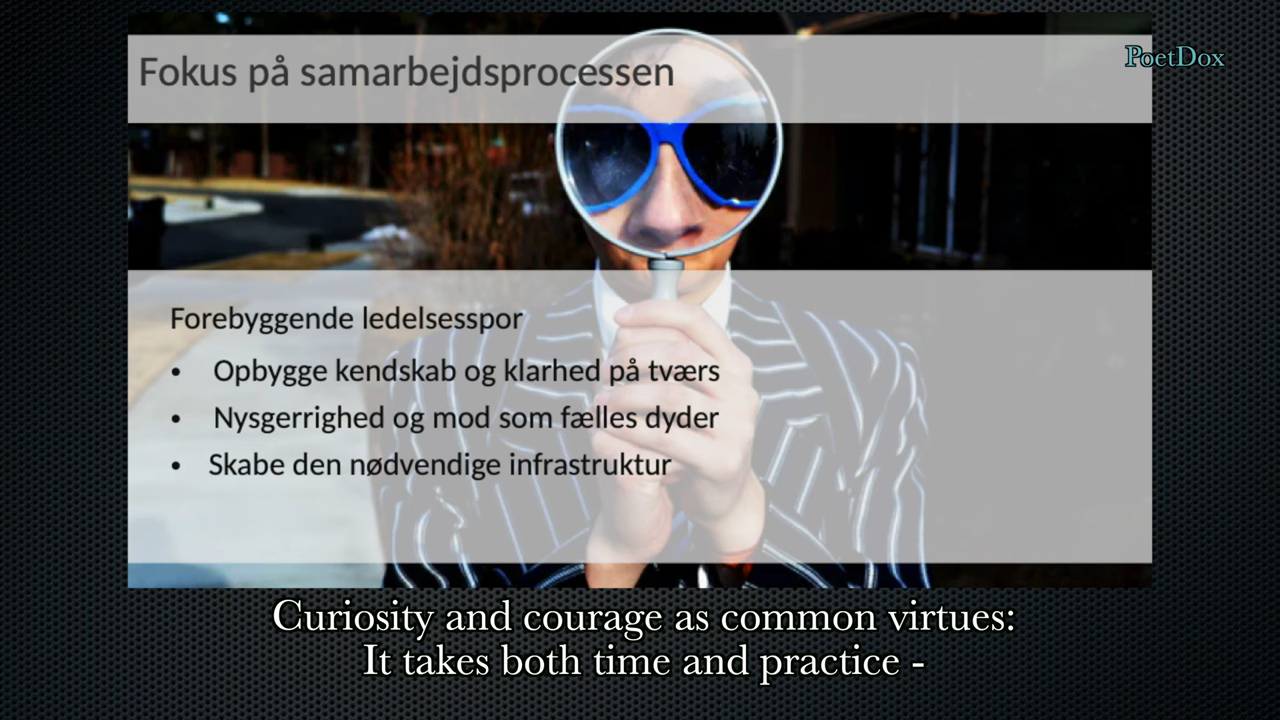 Fokus på samarbejdsprocessen
PoetDox
Forebyggende ledelsesspor
• Opbygge kendskab og klarhed på tværs
• Nysgerrighed og mod som fælles dyder
• Skabe den nødvendige infrastruktur
Curiosity and courage as common virtues:
It takes both time and practice -